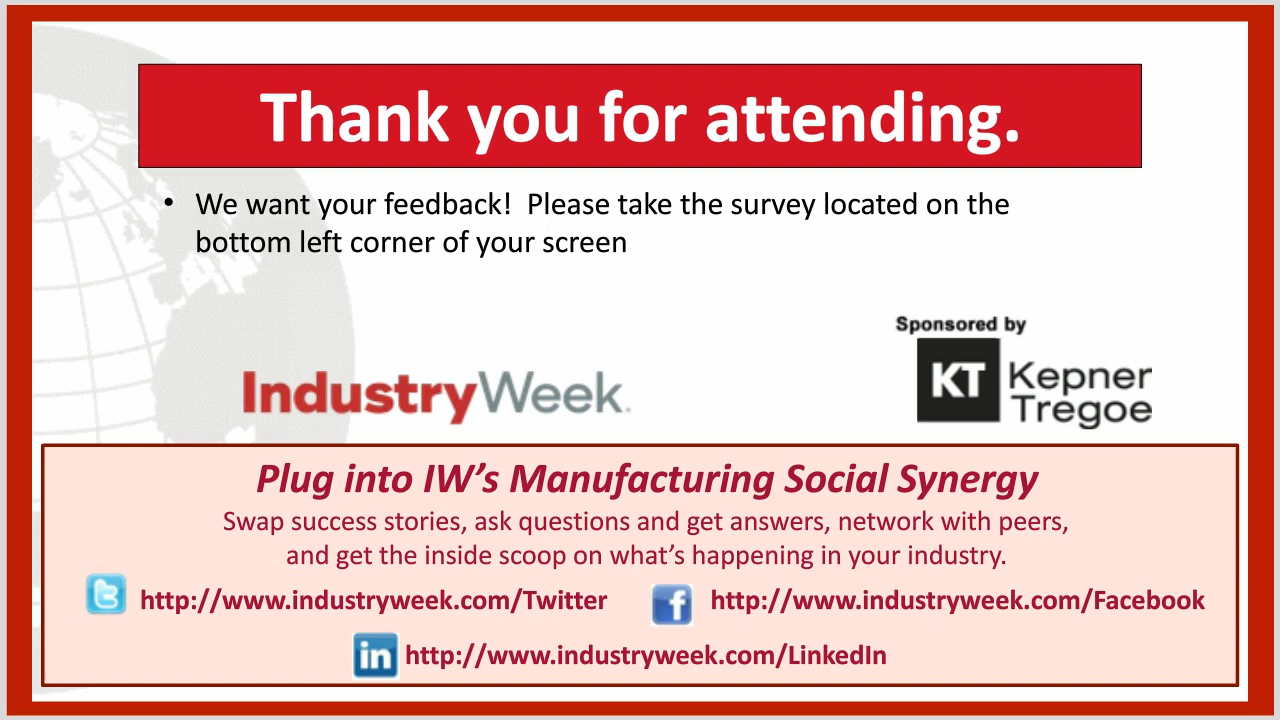 Thank you for attending.
• We want your feedback!  Please take the survey located on the
bottom left corner of your screen
Sponsored by
KT Kepner
Tregoe
IndustryWeek.
Plug into IW’s Manufacturing Social Synergy
Swap success stories, ask questions and get answers, network with peers,
and get the inside scoop on what’s happening in your industry.
http://www.industryweek.com/Twitter
http://www.industryweek.com/Facebook
in http://www.industryweek.com/LinkedIn